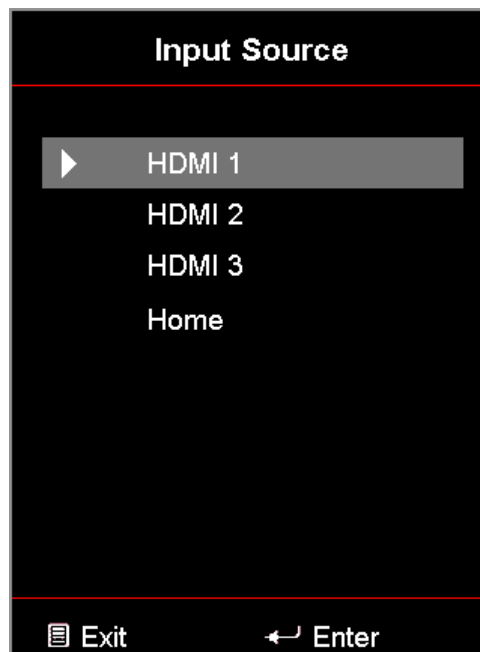 Input Source
HDMI 1
HDMI 2
HDMI 3
Home
Exit Enter